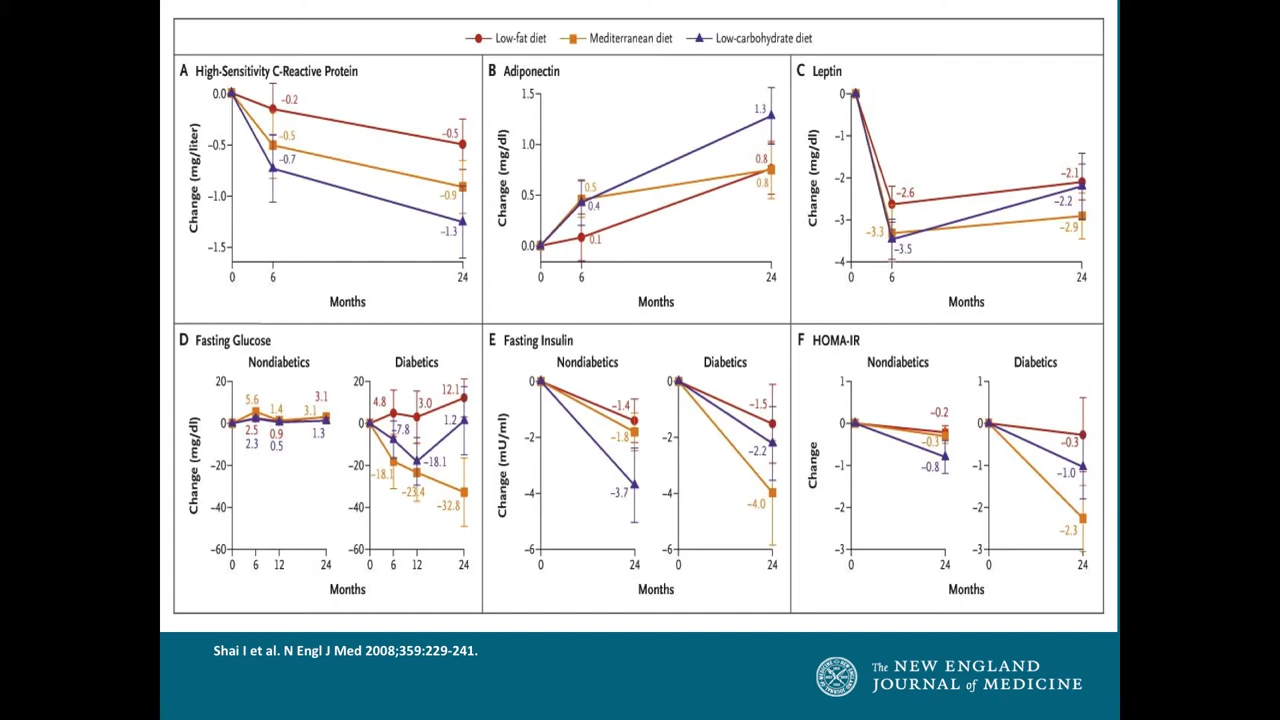 Low-fat diet Mediterranean diet Low-carbohydrate diet
A High-Sensitivity C-Reactive Protein
0.0
−0.5
−1.0
−1.5
Change (mg/liter)
−0.2
−0.5
−0.5
−0.7
−0.9
−1.3
0 6 24
Months
B Adiponectin
1.5
1.0
0.5
0.0
Change (mg/dl)
1.3
0.5
0.4
0.8
0.8
0.1
0 6 24
Months
C Leptin
0
−1
−2
−3
−4
Change (mg/dl)
−2.6
−3.3
−3.5
−2.1
−2.2
−2.9
0 6 24
Months
D Fasting Glucose
Nondiabetics
20
0
−20
−40
−60
Change (mg/dl)
5.6 1.4 3.1 3.1
2.5 0.9 1.3
2.3 0.5
0 6 12 24
Diabetics
20
0
−20
−40
−60
4.8 3.0 12.1
−7.8 1.2
−18.1 −18.1
−23.4 −32.8
0 6 12 24
Months
E Fasting Insulin
Nondiabetics
0
−2
−4
−6
Change (mU/ml)
−1.4
−1.8
−3.7
0 24
Diabetics
0
−2
−4
−6
−1.5
−2.2
−4.0
0 24
Months
F HOMA-IR
Nondiabetics
1
0
−1
−2
−3
Change
−0.2
−0.3
−0.8
0 24
Diabetics
1
0
−1
−2
−3
−0.3
−1.0
−2.3
0 24
Months
Shai I et al. N Engl J Med 2008;359:229-241.
The NEW ENGLAND
JOURNAL of MEDICINE